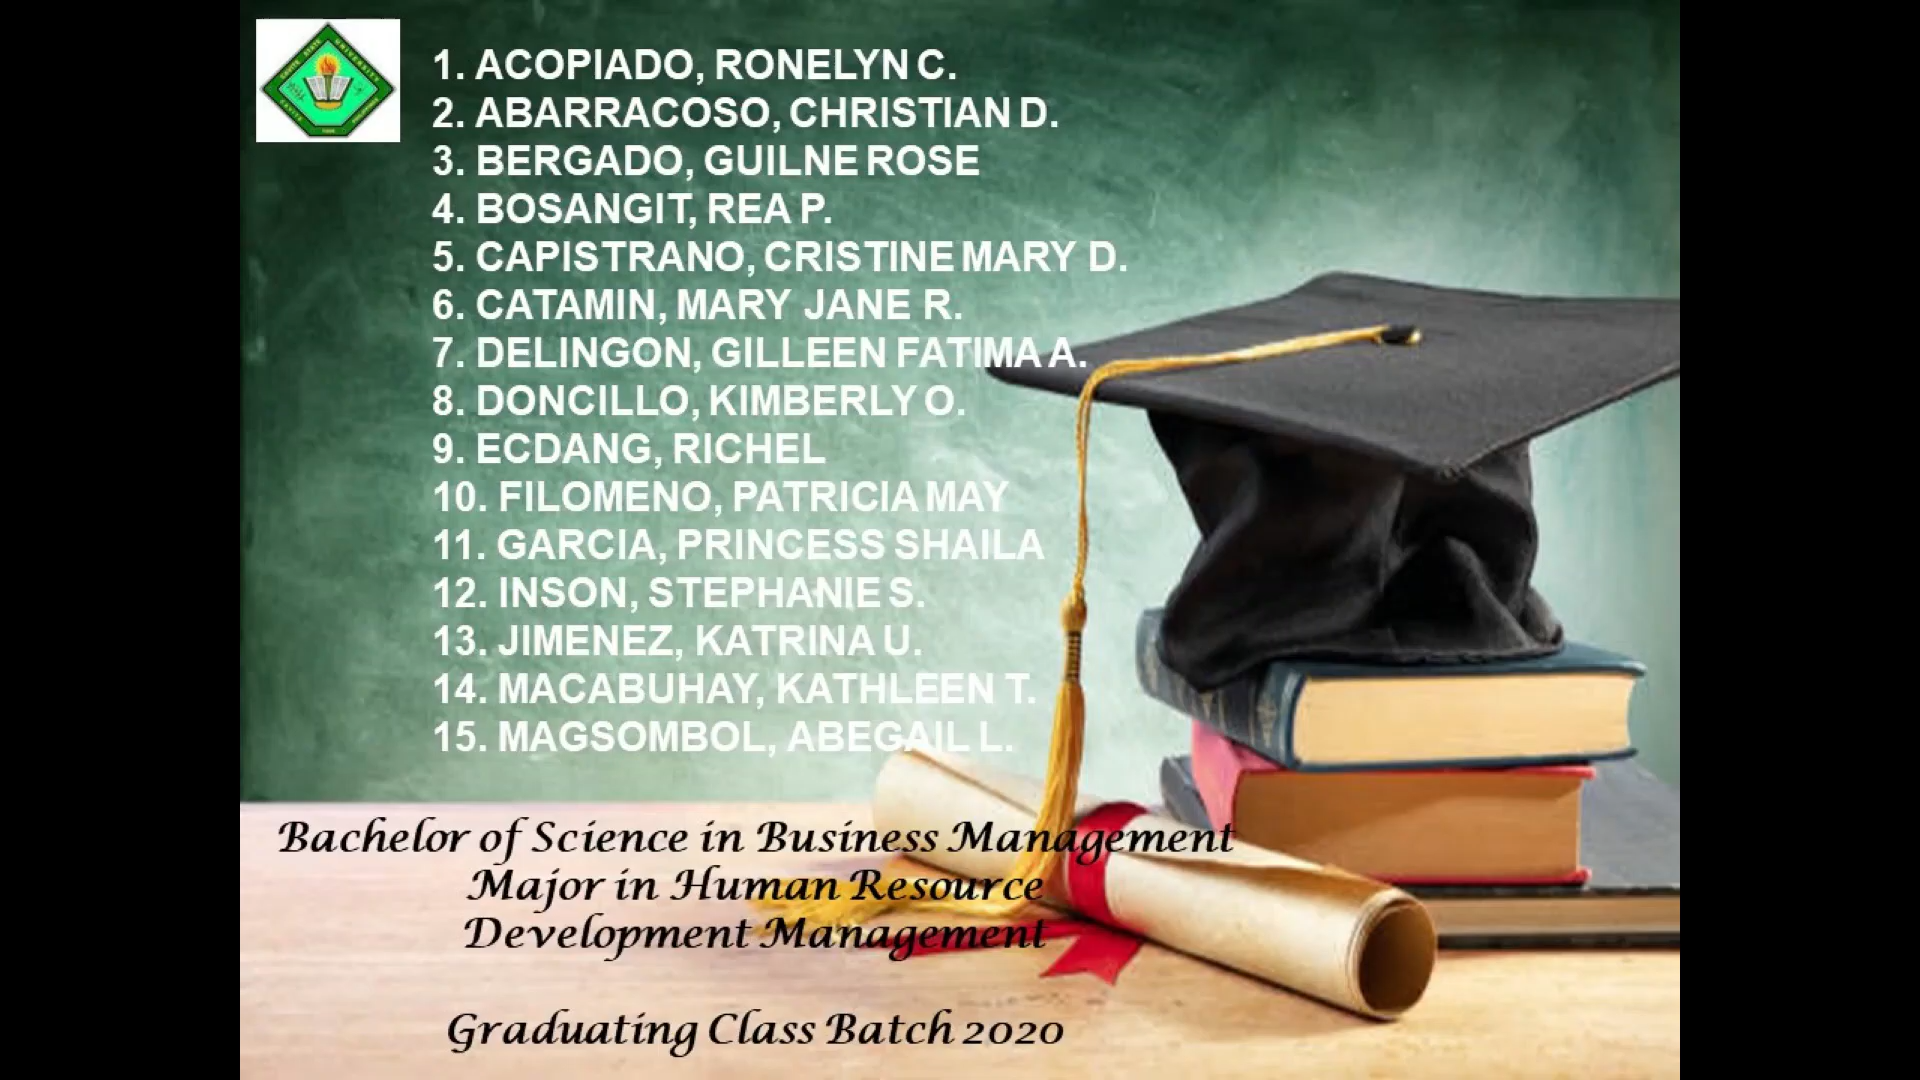 1. ACOPIADO, RONELYN C.
2. ABARRACOSO, CHRISTIAN D.
3. BERGADO, GUILNE ROSE
4. BOSANGIT, REA P.
5. CAPISTRANO, CRISTINE MARY D.
6. CATAMIN, MARY JANE R.
7. DELINGON, GILLEEN FATIMA A.
8. DONCILLO, KIMBERLY O.
9. ECDANG, RICHEL
10. FILOMENO, PATRICIA MAY
11. GARCIA, PRINCESS SHAILA
12. INSON, STEPHANIE S.
13. JIMENEZ, KATRINA U.
14. MACABUHAY, KATHLEEN T.
15. MAGSOMBOL, ABEGAIL L.
Bachelor of Science in Business Management
Major in Human Resource
Development Management
Graduating Class Batch 2020